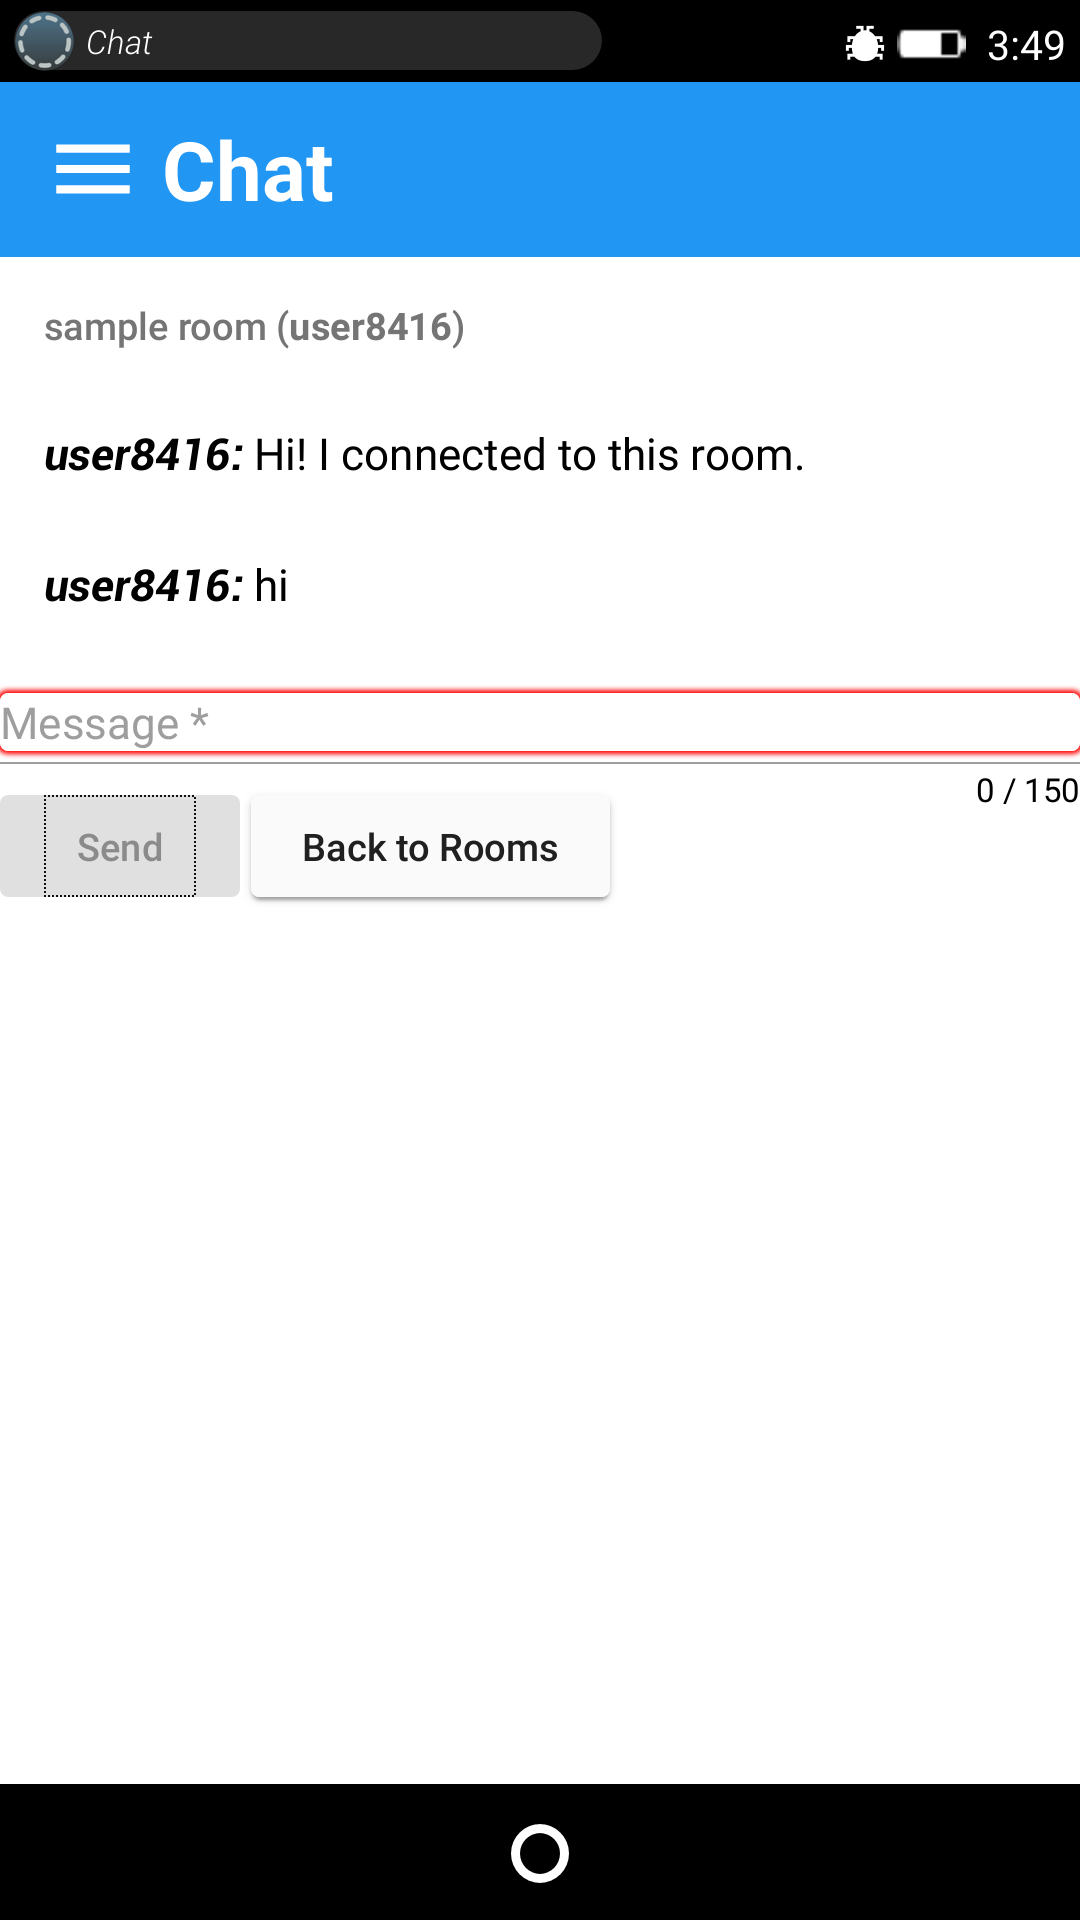 Chat
3:49
Chat
sample room (user8416)
user8416: Hi! I connected to this room.
user8416: hi
Message *
0 / 150
Send
Back to Rooms